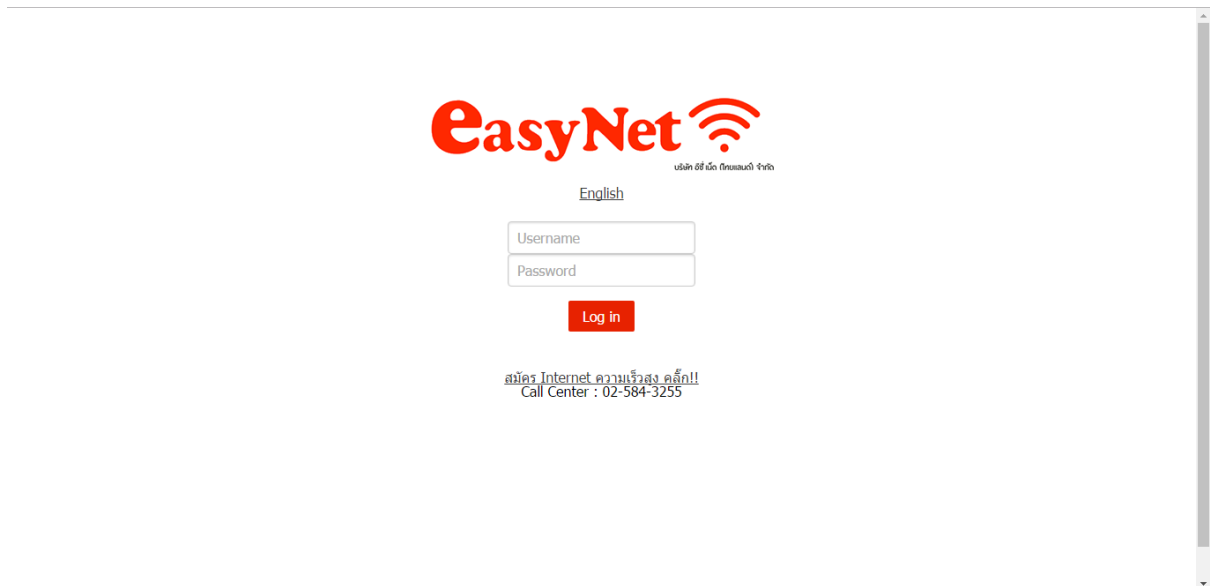 easyNet
บริษัท อีซี่ เน็ต (ไทยแลนด์) จำกัด
English
Username
Password
Log in
สมัคร Internet ความเร็วสูง คลิ๊ก!!
Call Center : 02-584-3255